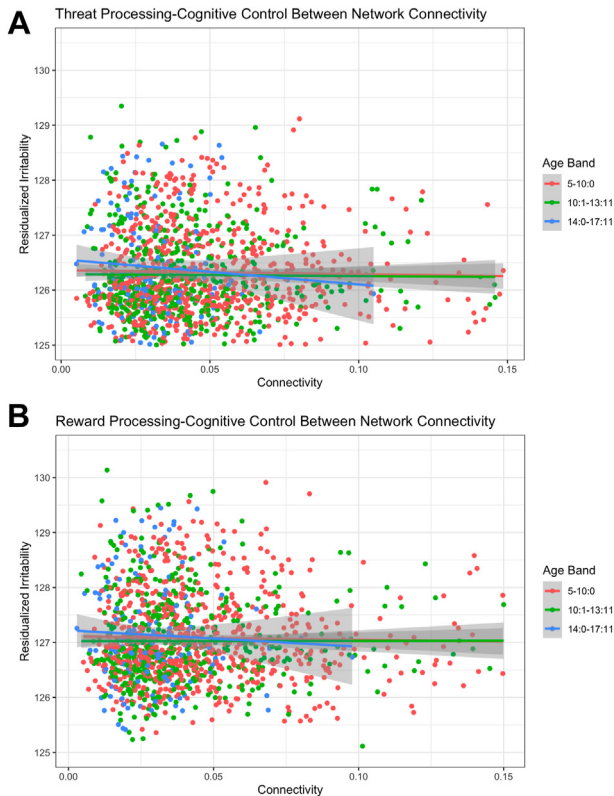 A
Threat Processing-Cognitive Control Between Network Connectivity
130
129
128
127
126
125
Residualized Irritability
0.00
0.05
0.10
0.15
Connectivity
Age Band
5-10:0
10:1-13:11
14:0-17:11
B
Reward Processing-Cognitive Control Between Network Connectivity
130
129
128
127
126
125
Residualized Irritability
0.00
0.05
0.10
0.15
Connectivity
Age Band
5-10:0
10:1-13:11
14:0-17:11